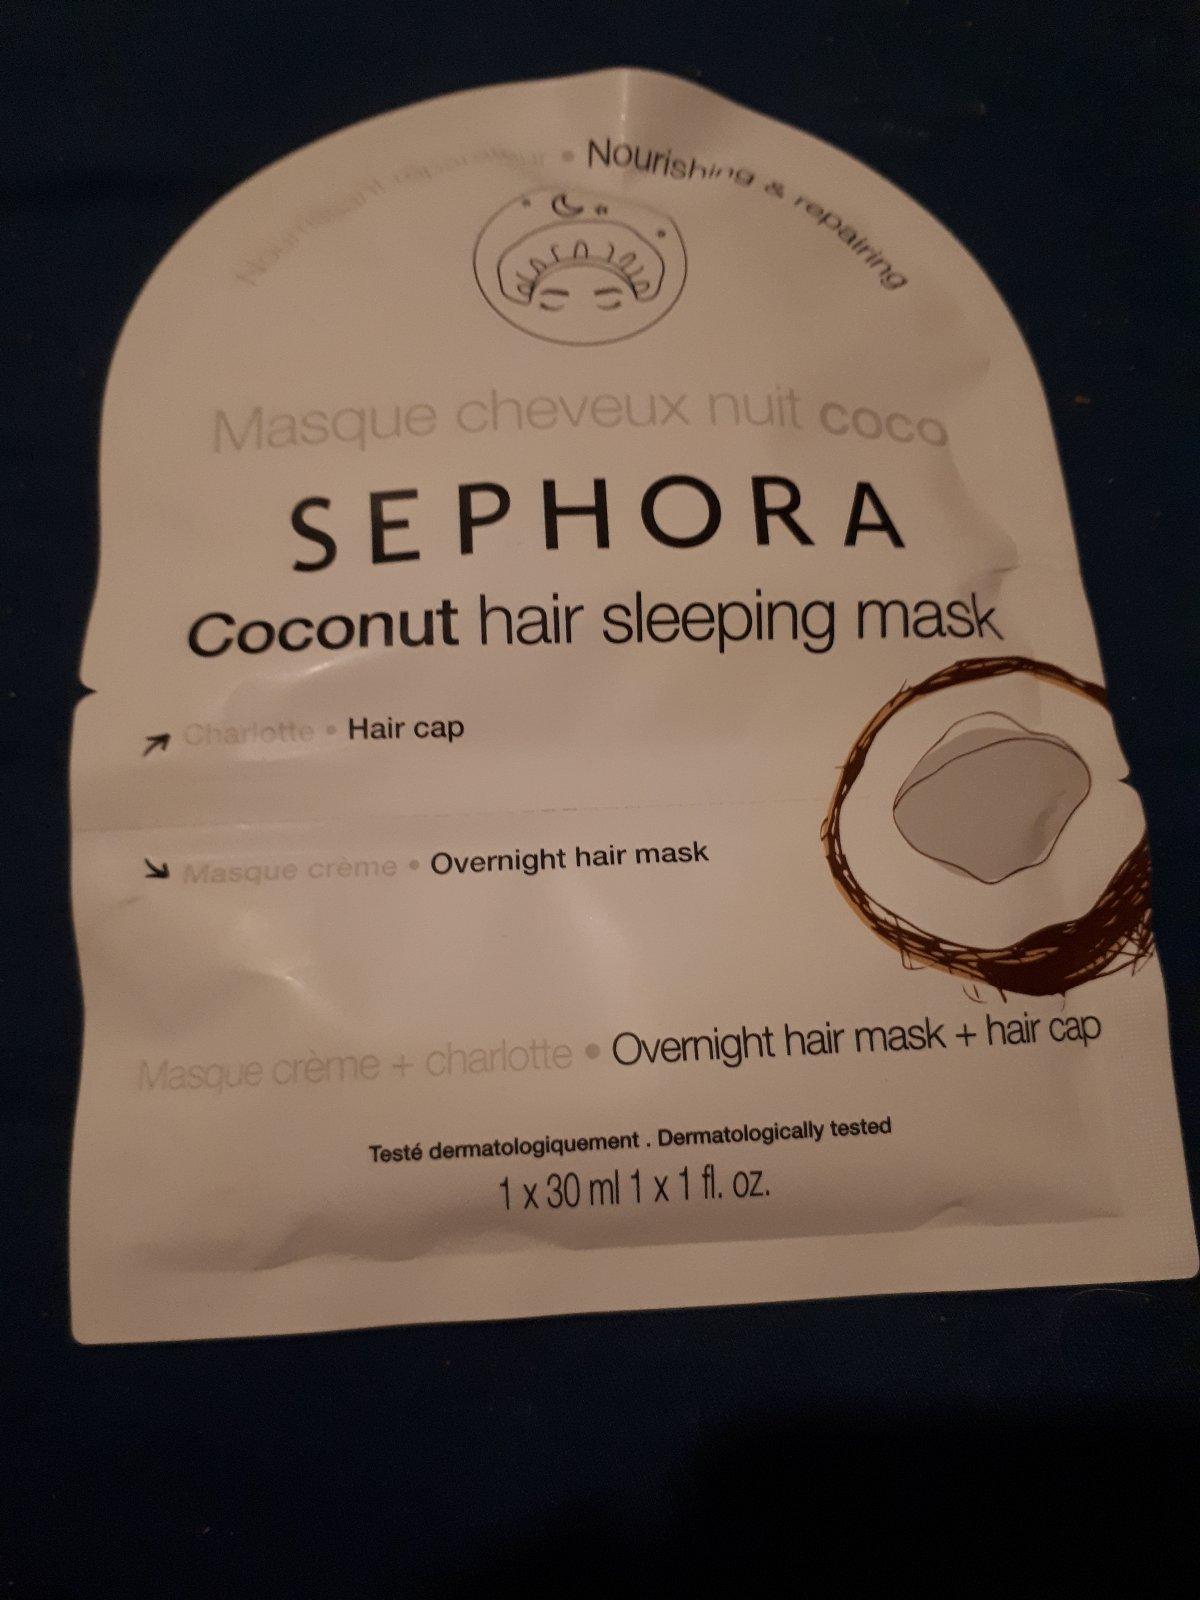 Nourrissant réparateur • Nourishing & repairing
Masque cheveux nuit coco
SEPHORA
Coconut hair sleeping mask
Charlotte • Hair cap
Masque crème • Overnight hair mask
Masque crème + charlotte • Overnight hair mask + hair cap
Testé dermatologiquement . Dermatologically tested
1 x 30 ml 1 x 1 fl. oz.